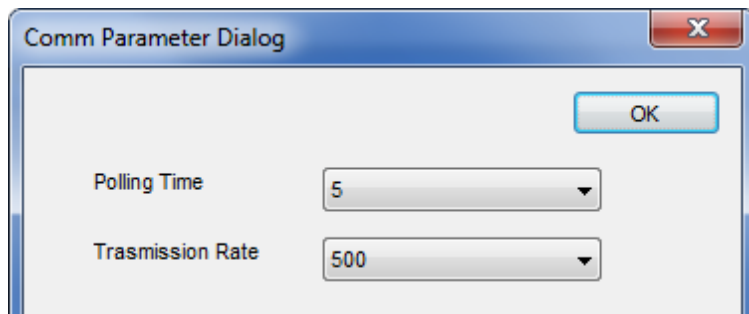 Comm Parameter Dialog
OK
Polling Time
5
Trasmission Rate
500